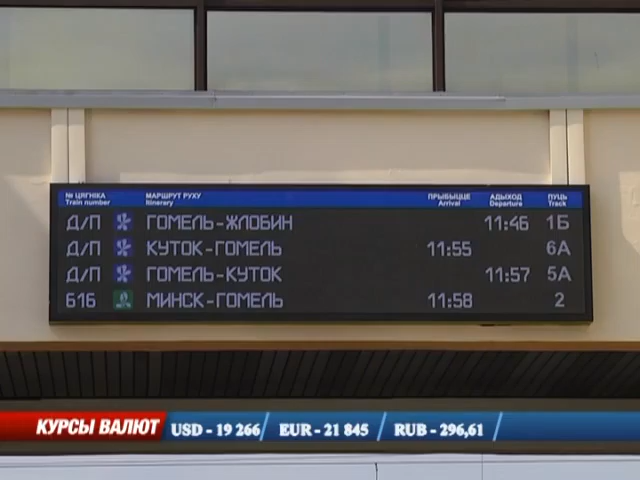 № ЦЯГНІКА МАРШРУТ РУХУ ПРЫБЫЦЦЕ АДЫХОД ПУЦЬ
Train number Itinerary Arrival Departure Track
Д/П ГОМЕЛЬ-ЖЛОБИН 11:46 1Б
Д/П КУТОК-ГОМЕЛЬ 11:55 6А
Д/П ГОМЕЛЬ-КУТОК 11:57 5А
616 МИНСК-ГОМЕЛЬ 11:58 2
КУРСЫ ВАЛЮТ USD - 19 266 EUR - 21 845 RUB - 296,61